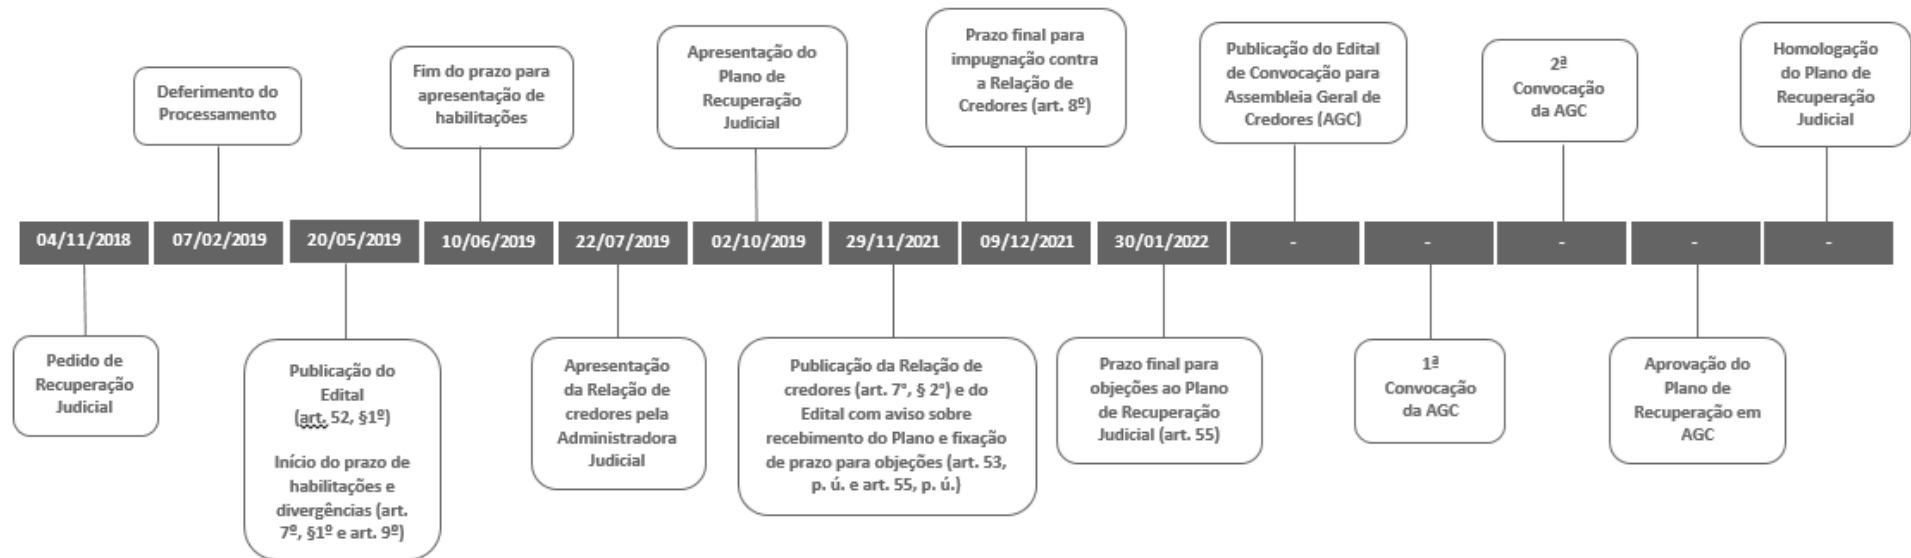 Deferimento do
Processamento
Fim do prazo para
apresentação de
habilitações
Apresentação do
Plano de
Recuperação
Judicial
Prazo final para
impugnação contra
a Relação de
Credores (art. 8º)
Publicação do Edital
de Convocação para
Assembleia Geral de
Credores (AGC)
2ª
Convocação
da AGC
Homologação
do Plano de
Recuperação
Judicial
04/11/2018 07/02/2019 20/05/2019 10/06/2019 22/07/2019 02/10/2019 29/11/2021 09/12/2021 30/01/2022 - - - - -
Pedido de
Recuperação
Judicial
Publicação do
Edital
(art. 52, §1º)
Início do prazo de
habilitações e
divergências (art.
7º, §1º e art. 9º)
Apresentação
da Relação de
credores pela
Administradora
Judicial
Publicação da Relação de
credores (art. 7°, § 2°) e do
Edital com aviso sobre
recebimento do Plano e fixação
de prazo para objeções (art. 53,
p. ú. e art. 55, p. ú.)
Prazo final para
objeções ao Plano
de Recuperação
Judicial (art. 55)
1ª
Convocação
da AGC
Aprovação do
Plano de
Recuperação em
AGC